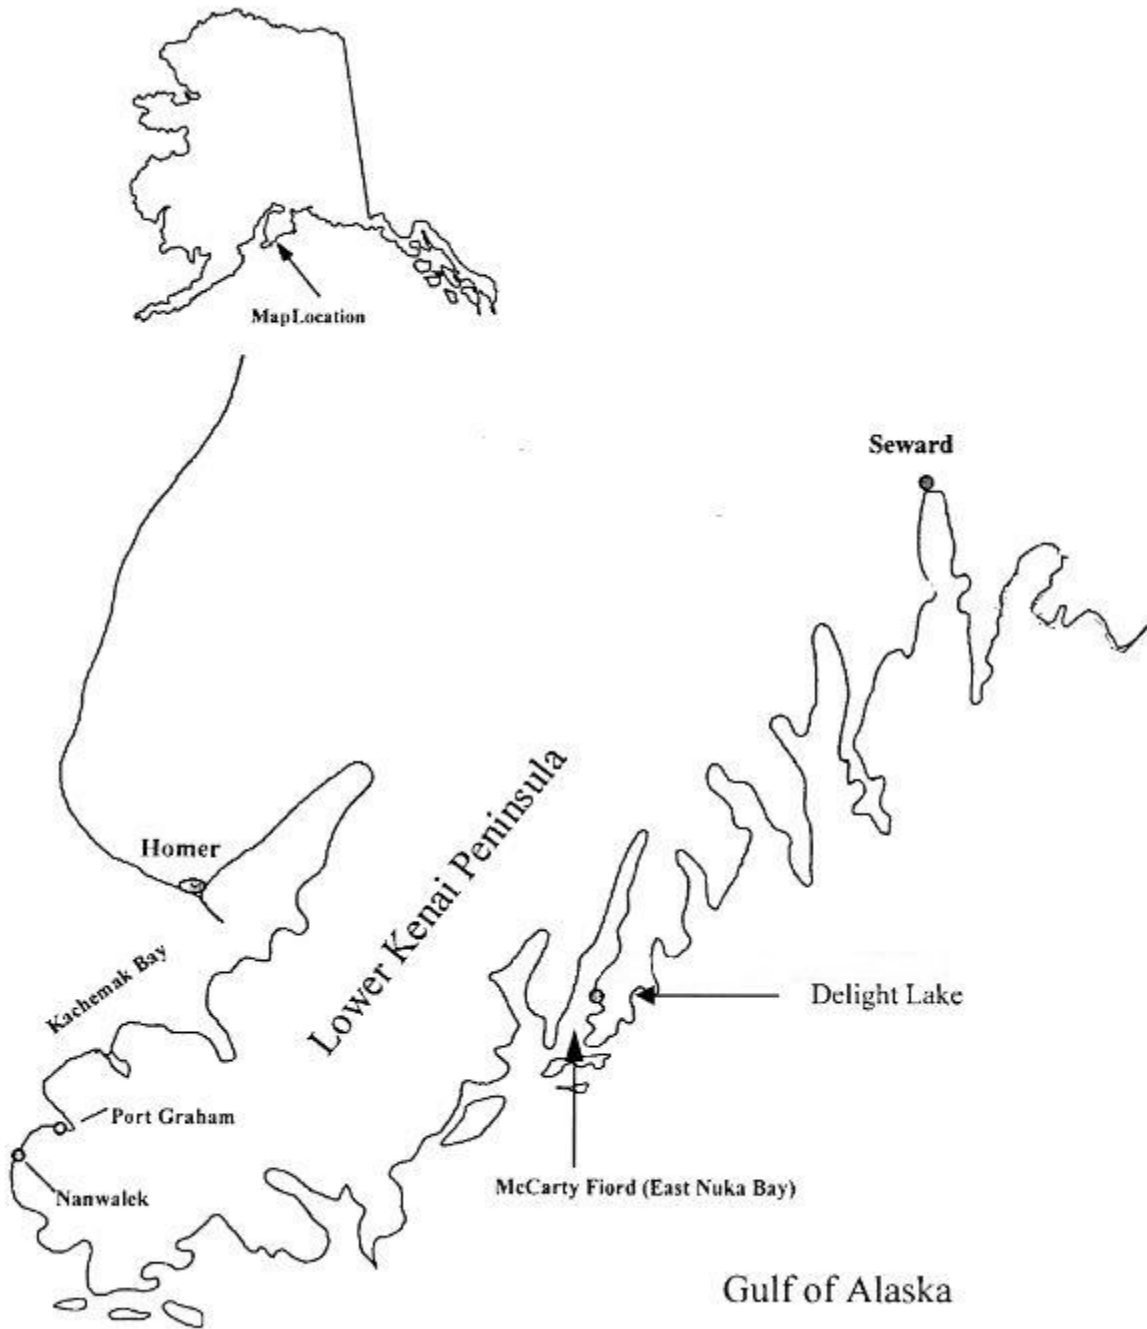 MapLocation
Seward
Homer
Lower Kenai Peninsula
Kachemak Bay
Delight Lake
Port Graham
McCarty Fiord (East Nuka Bay)
Nanwalek
Gulf of Alaska